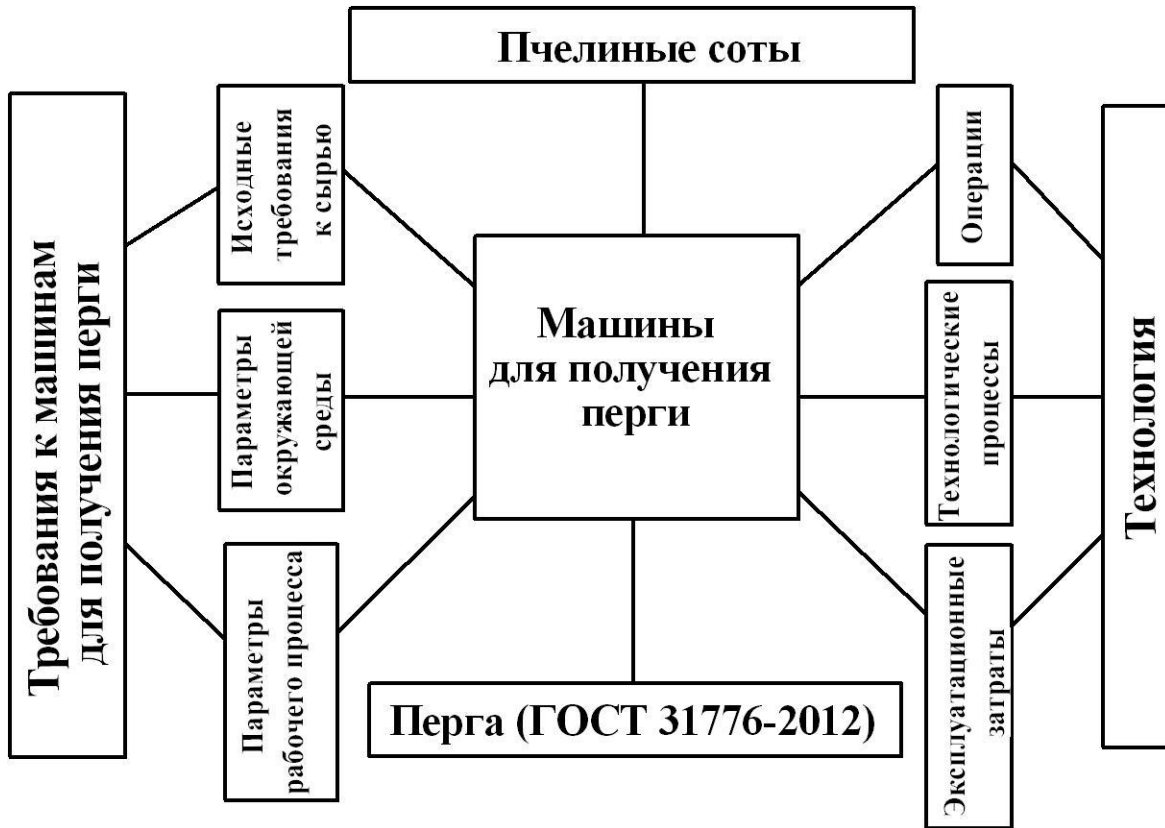 Пчелиные соты
Требования к машинам
для получения перги
Исходные
требования
к сырью
Параметры
окружающей
среды
Параметры
рабочего процесса
Машины
для получения
перги
Операции
Технологические
процессы
Эксплуатационные
затраты
Технология
Перга (ГОСТ 31776-2012)